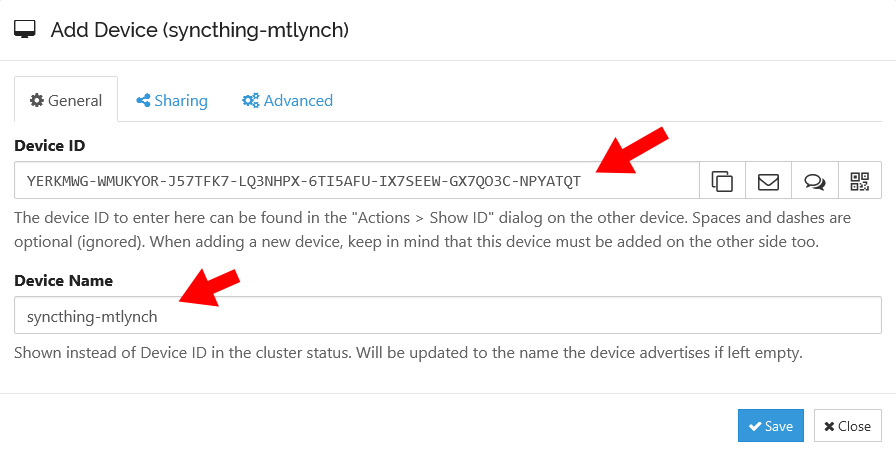 Add Device (syncthing-mtlynch)
General Sharing Advanced
Device ID
YERKMWG-WMUKYOR-J57TFK7-LQ3NHPX-6TI5AFU-IX7SEEW-GX7QO3C-NPYATQT
The device ID to enter here can be found in the "Actions > Show ID" dialog on the other device. Spaces and dashes are
optional (ignored). When adding a new device, keep in mind that this device must be added on the other side too.
Device Name
syncthing-mtlynch
Shown instead of Device ID in the cluster status. Will be updated to the name the device advertises if left empty.
Save Close